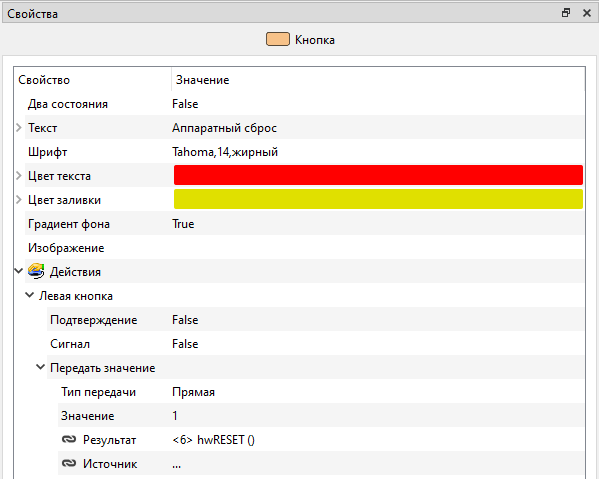 Свойства
Кнопка
Свойство Значение
Два состояния False
Текст Аппаратный сброс
Шрифт Tahoma,14,жирный
Цвет текста
Цвет заливки
Градиент фона True
Изображение
Действия
Левая кнопка
Подтверждение False
Сигнал False
Передать значение
Тип передачи Прямая
Значение 1
Результат <6> hwRESET ()
Источник ...